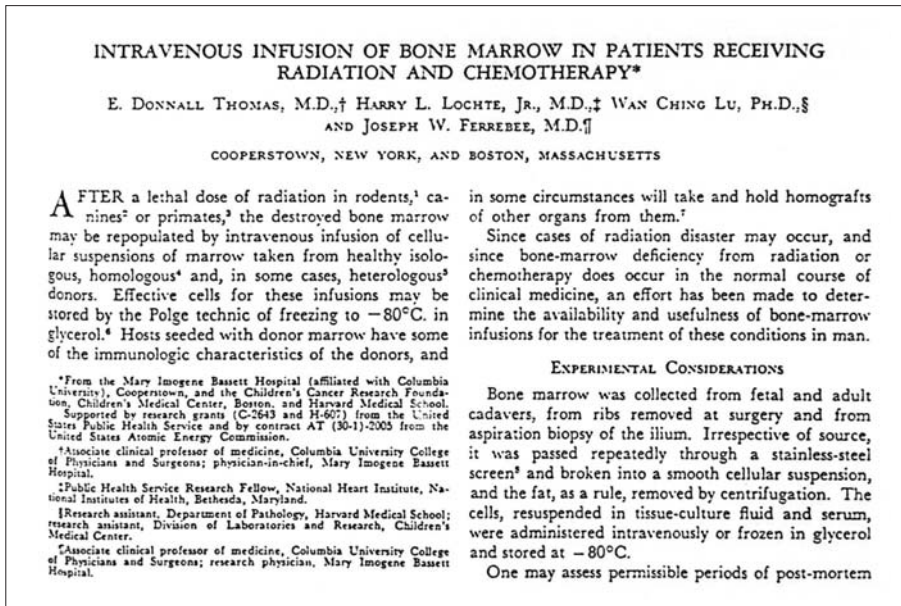 INTRAVENOUS INFUSION OF BONE MARROW IN PATIENTS RECEIVING
RADIATION AND CHEMOTHERAPY*
E. Donnall Thomas, M.D.,† Harry L. Lochte, Jr., M.D.,‡ Wan Ching Lu, Ph.D.,§
and Joseph W. Ferrebee, M.D.¶
COOPERSTOWN, NEW YORK, AND BOSTON, MASSACHUSETTS
AFTER a lethal dose of radiation in rodents,¹ ca-
nines² or primates,³ the destroyed bone marrow
may be repopulated by intravenous infusion of cellu-
lar suspensions of marrow taken from healthy isolo-
gous, homologous⁴ and, in some cases, heterologous⁵
donors. Effective cells for these infusions may be
stored by the Polge technic of freezing to −80°C. in
glycerol.⁶ Hosts seeded with donor marrow have some
of the immunologic characteristics of the donors, and
*From the Mary Imogene Bassett Hospital (affiliated with Columbia
University), Cooperstown, and the Children's Cancer Research Founda-
tion, Children's Medical Center, Boston, and Harvard Medical School.
Supported by research grants (C-2643 and H-607) from the United
States Public Health Service and by contract AT (30-1)-2005 from the
United States Atomic Energy Commission.
†Associate clinical professor of medicine, Columbia University College
of Physicians and Surgeons; physician-in-chief, Mary Imogene Bassett
Hospital.
‡Public Health Service Research Fellow, National Heart Institute, Na-
tional Institutes of Health, Bethesda, Maryland.
§Research assistant, Department of Pathology, Harvard Medical School;
research assistant, Division of Laboratories and Research, Children's
Medical Center.
¶Associate clinical professor of medicine, Columbia University College
of Physicians and Surgeons; research physician, Mary Imogene Bassett
Hospital.
in some circumstances will take and hold homografts
of other organs from them.⁷
Since cases of radiation disaster may occur, and
since bone-marrow deficiency from radiation or
chemotherapy does occur in the normal course of
clinical medicine, an effort has been made to deter-
mine the availability and usefulness of bone-marrow
infusions for the treatment of these conditions in man.
Experimental Considerations
Bone marrow was collected from fetal and adult
cadavers, from ribs removed at surgery and from
aspiration biopsy of the ilium. Irrespective of source,
it was passed repeatedly through a stainless-steel
screen⁸ and broken into a smooth cellular suspension,
and the fat, as a rule, removed by centrifugation. The
cells, resuspended in tissue-culture fluid and serum,
were administered intravenously or frozen in glycerol
and stored at −80°C.
One may assess permissible periods of post-mortem